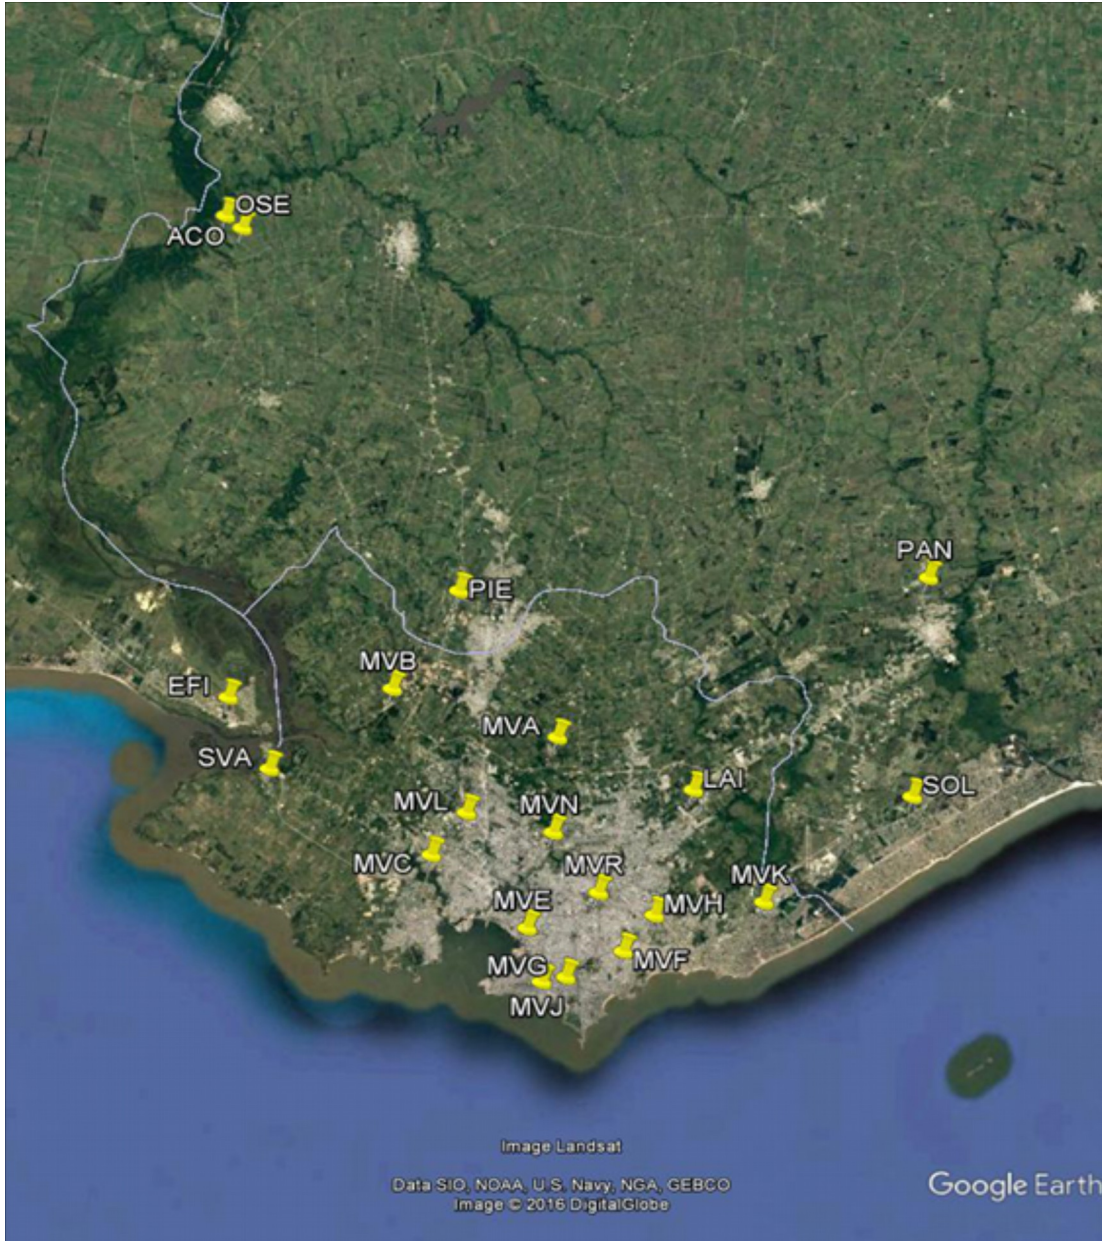 OSE
ACO
PAN
PIE
MVB
EFI
MVA
SVA
LAI
SOL
MVL
MVN
MVC
MVR
MVK
MVE
MVH
MVF
MVG
MVJ
Image Landsat
Data SIO, NOAA, U.S. Navy, NGA, GEBCO
Image © 2016 DigitalGlobe
Google Earth